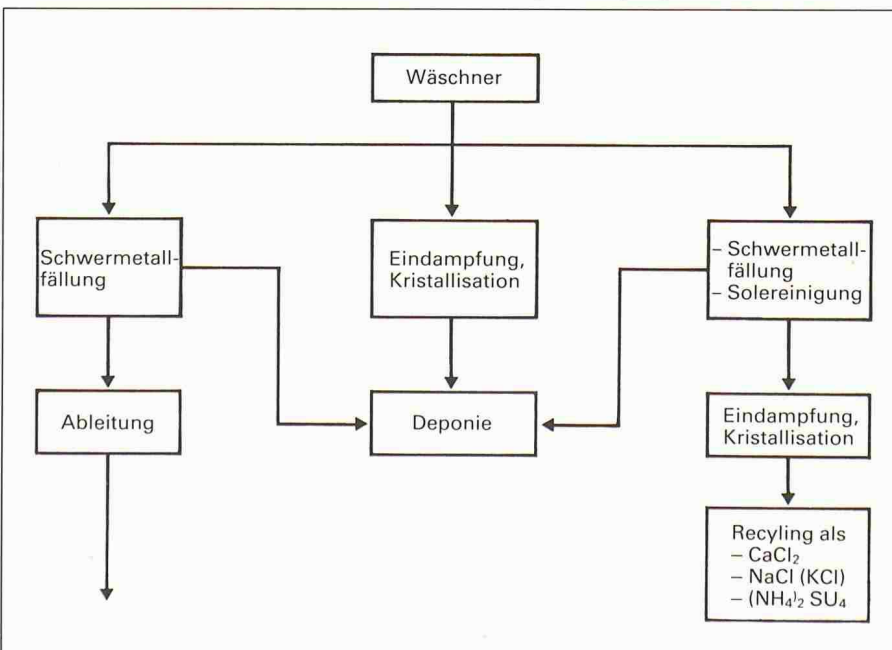 Wäschner
Schwermetall-
fällung
Eindampfung,
Kristallisation
– Schwermetall-
fällung
– Solereinigung
Ableitung
Deponie
Eindampfung,
Kristallisation
Recyling als
– CaCl₂
– NaCl (KCl)
– (NH₄)₂ SU₄